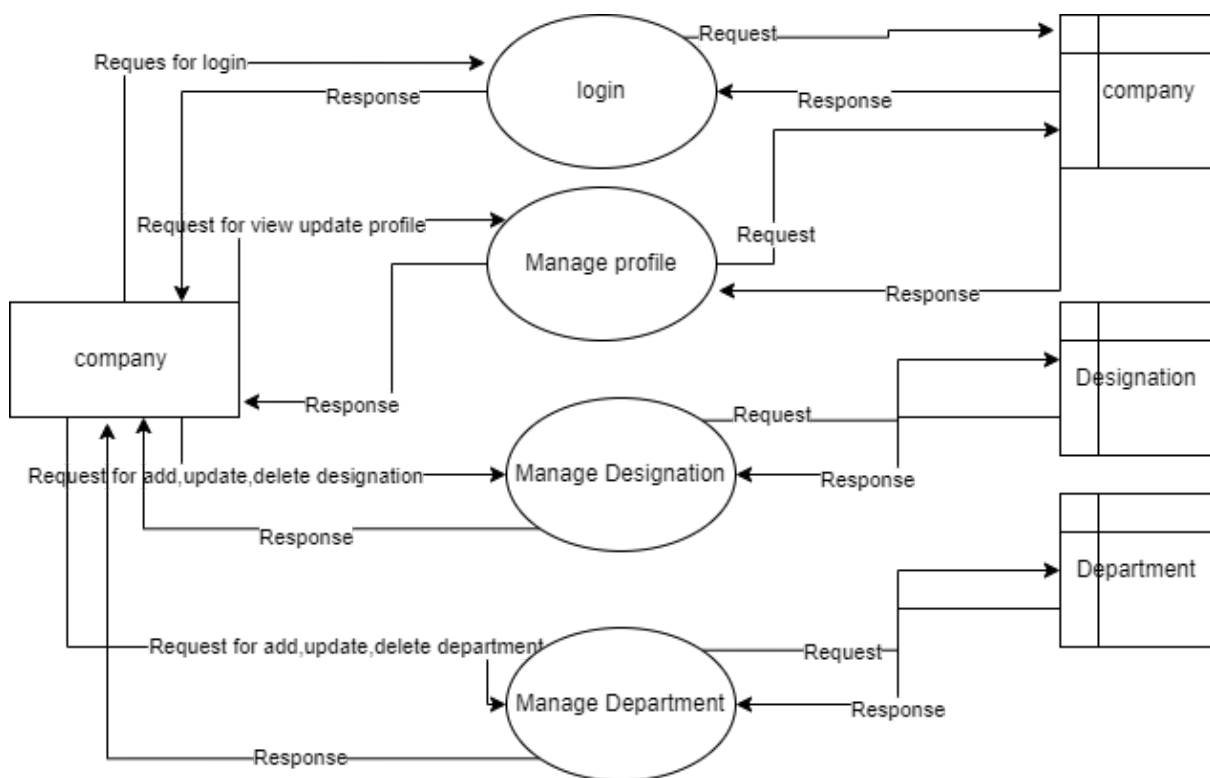 Request
Reques for login
login
company
Response
Response
Request for view update profile
Request
Manage profile
Response
company
Designation
Response
Request
Request for add,update,delete designation
Manage Designation
Response
Response
Department
Request for add,update,delete department
Request
Manage Department
Response
Response